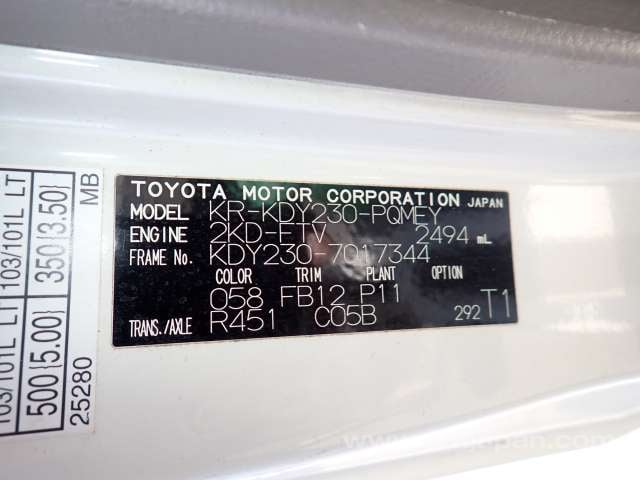 TOYOTA MOTOR CORPORATION JAPAN
MODEL KR-KDY230-PQMEY
ENGINE 2KD-FTV 2494 mL
FRAME No. KDY230-7017344
COLOR TRIM PLANT OPTION
058 FB12 P11
TRANS./AXLE R451 C05B 292 T1
103/101L LT 103/101L LT
500(5.00) 350(3.50)
25280 MB